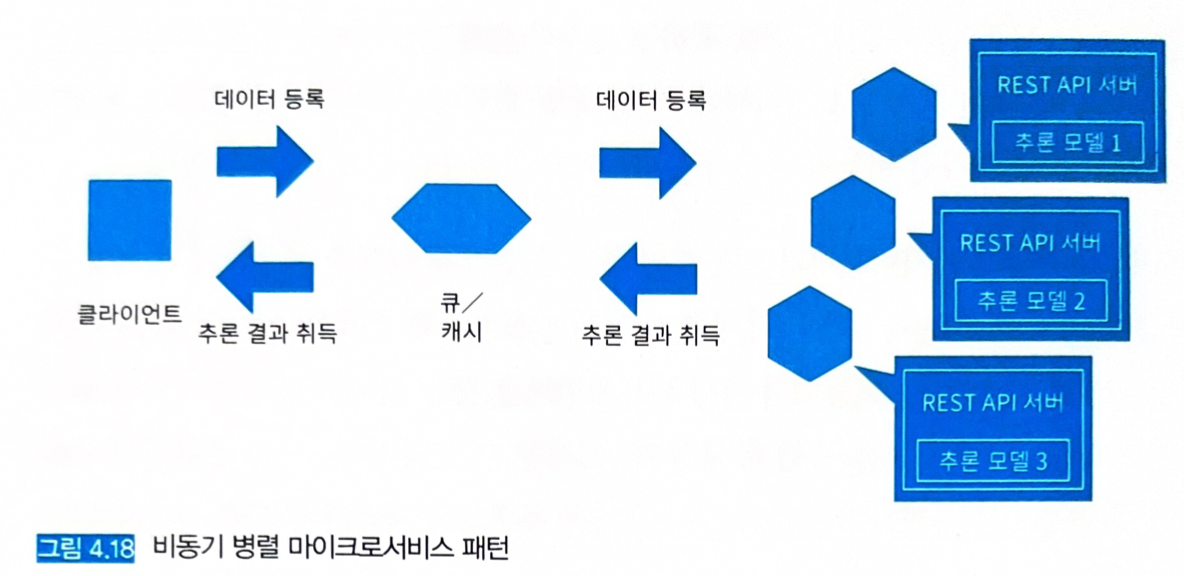 데이터 등록
데이터 등록
클라이언트
추론 결과 취득
큐／
캐시
추론 결과 취득
REST API 서버
추론 모델 1
REST API 서버
추론 모델 2
REST API 서버
추론 모델 3
그림 4.18 비동기 병렬 마이크로서비스 패턴